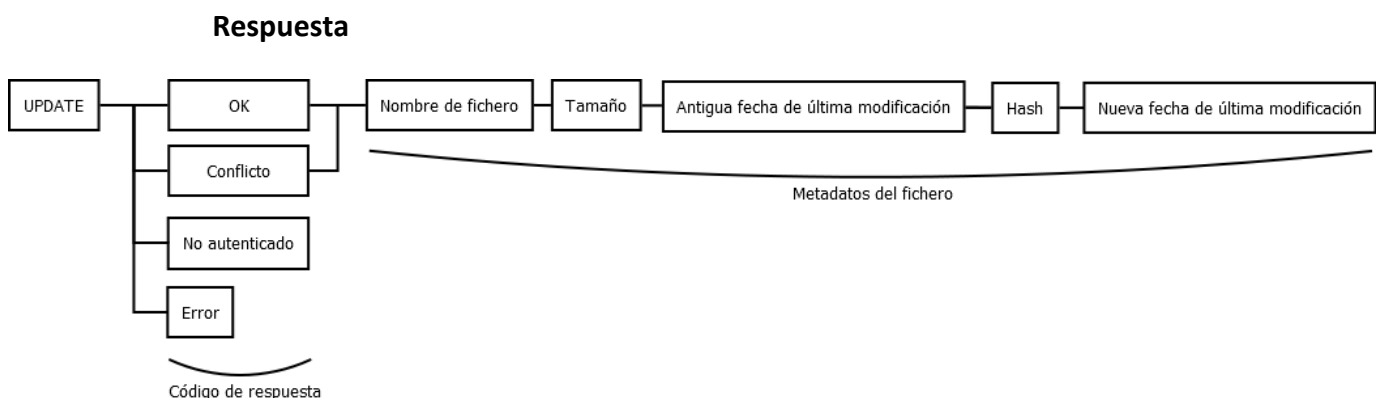 Respuesta
UPDATE
OK
Nombre de fichero
Tamaño
Antigua fecha de última modificación
Hash
Nueva fecha de última modificación
Conflicto
Metadatos del fichero
No autenticado
Error
Código de respuesta